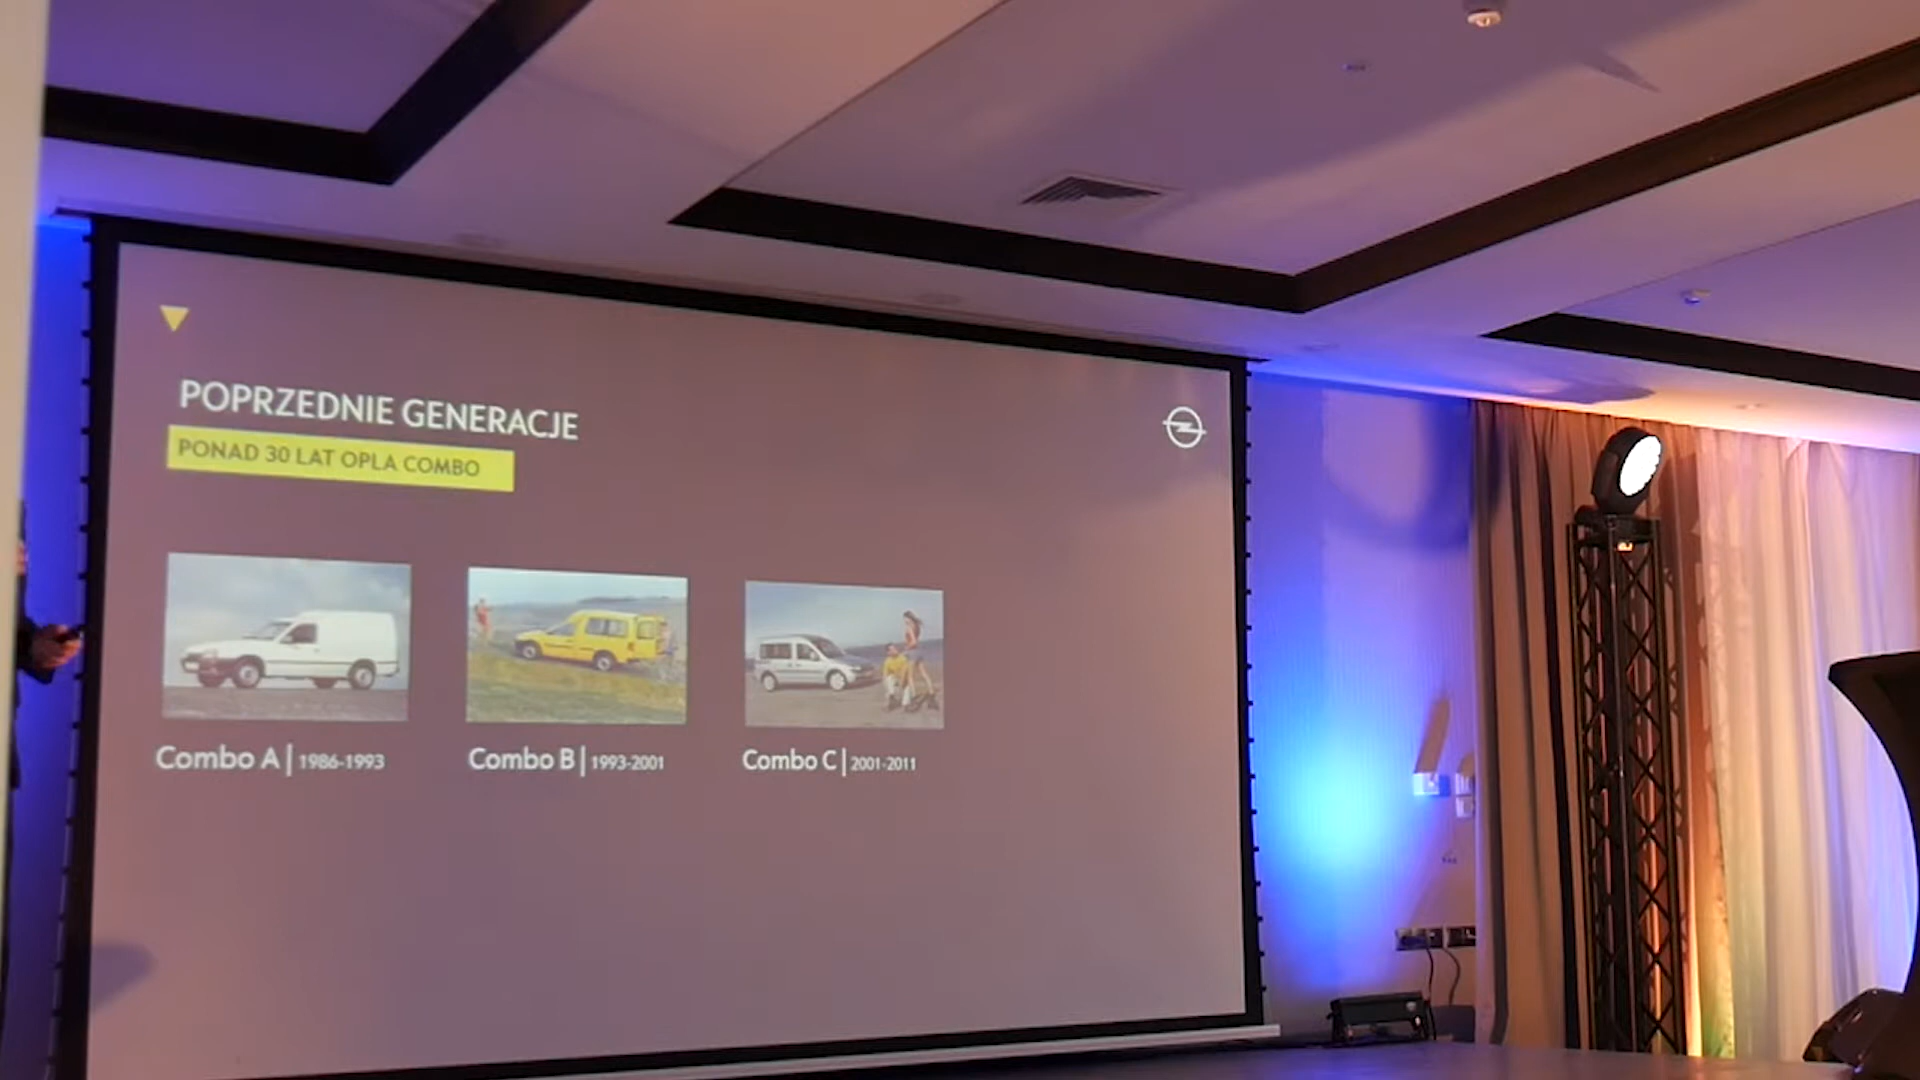 POPRZEDNIE GENERACJE
PONAD 30 LAT OPLA COMBO
Combo A | 1986-1993
Combo B | 1993-2001
Combo C | 2001-2011